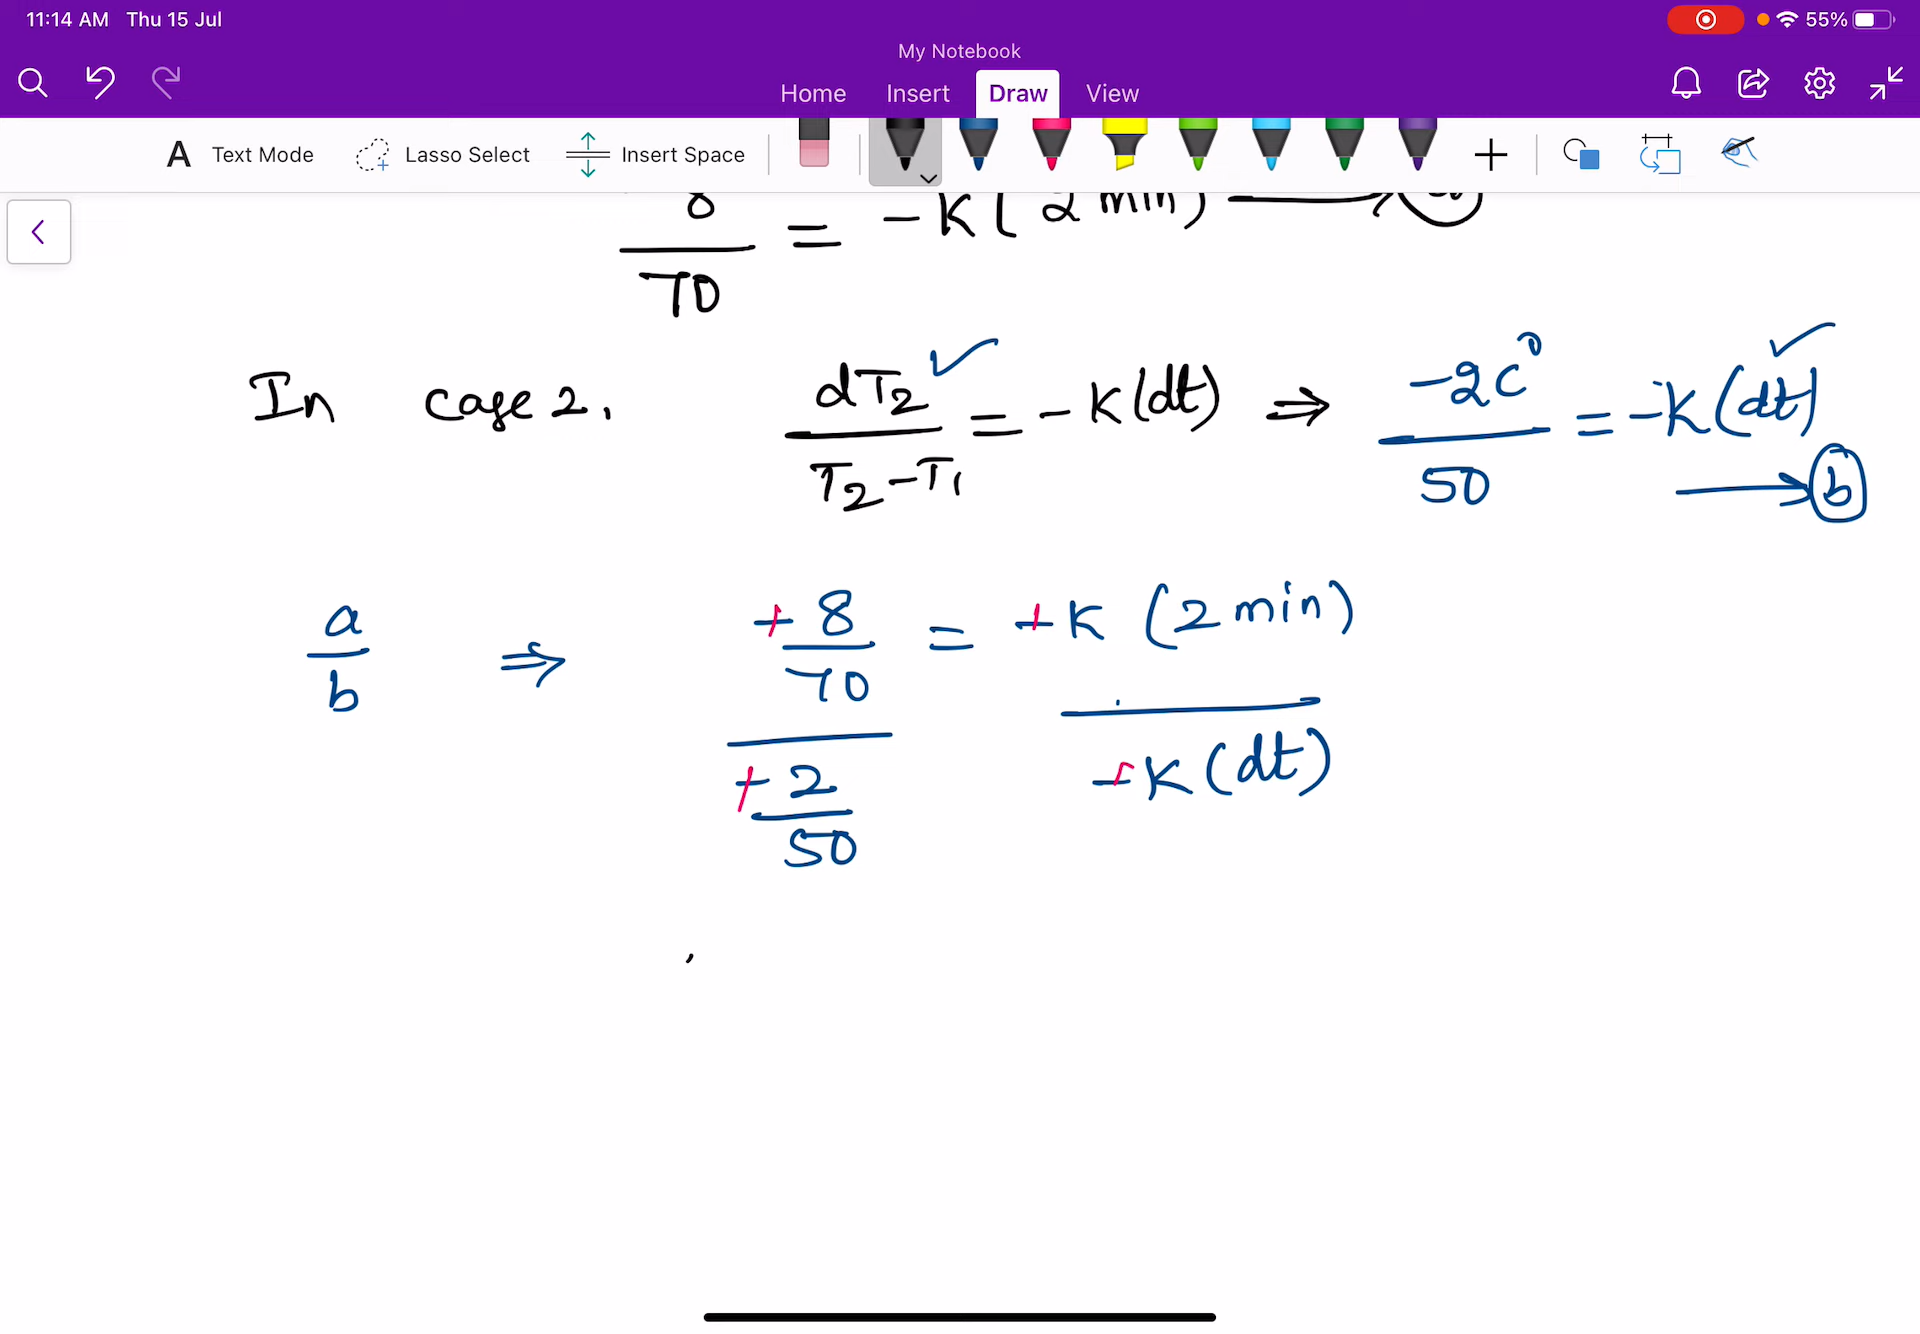 11:14 AM Thu 15 Jul
55%
My Notebook
Home Insert Draw View
A Text Mode Lasso Select Insert Space
8 = -K(2 min)
70
In case 2, dT2 = -K(dt) ⇒ -2C° = -K(dt)
T2-T1 50 → b
a ⇒ +8 = +K (2 min)
b 70
+2 +K(dt)
50